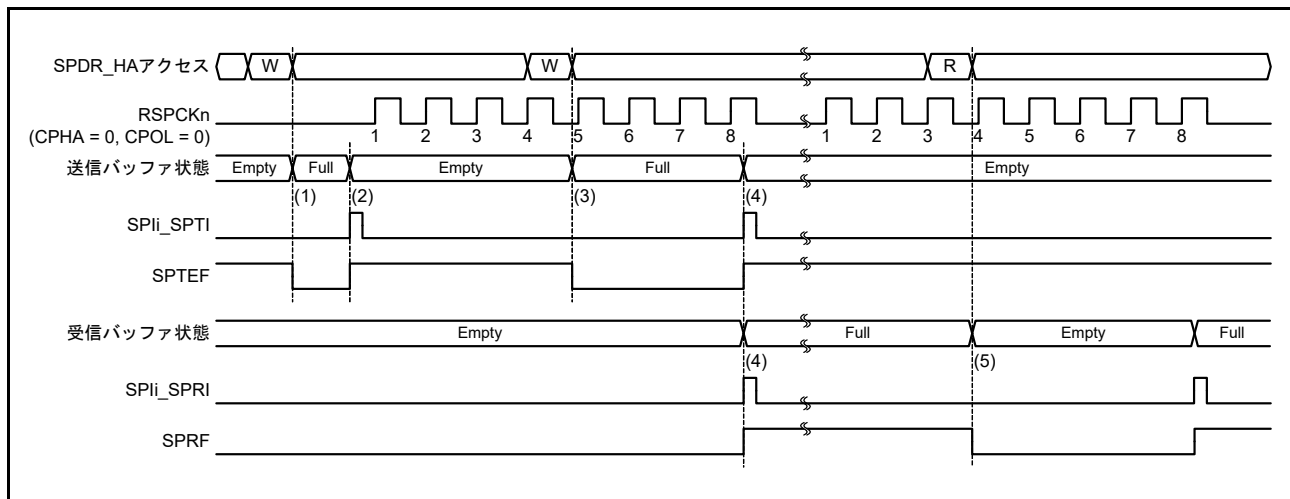 SPDR_HAアクセス W W R
RSPCKn
(CPHA = 0, CPOL = 0)
1 2 3 4 5 6 7 8 1 2 3 4 5 6 7 8
送信バッファ状態 Empty Full Empty Full Empty
(1) (2) (3) (4)
SPIi_SPTI
SPTEF
受信バッファ状態 Empty Full Empty Full
(4) (5)
SPIi_SPRI
SPRF